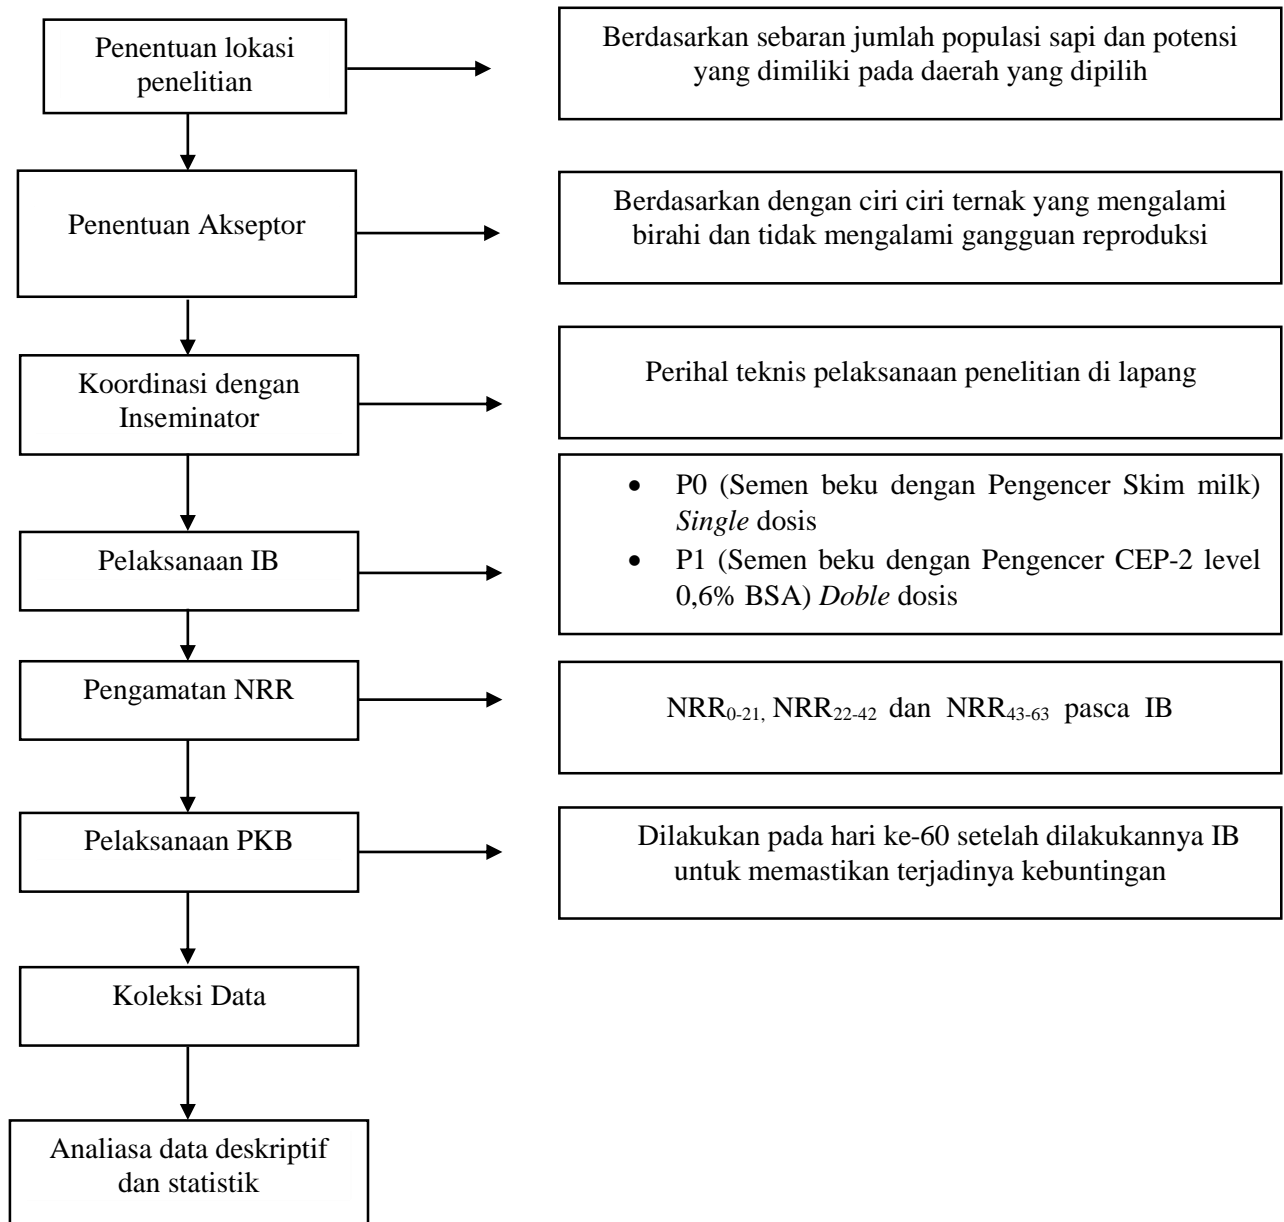 Penentuan lokasi
penelitian
Berdasarkan sebaran jumlah populasi sapi dan potensi
yang dimiliki pada daerah yang dipilih
Penentuan Akseptor
Berdasarkan dengan ciri ciri ternak yang mengalami
birahi dan tidak mengalami gangguan reproduksi
Koordinasi dengan
Inseminator
Perihal teknis pelaksanaan penelitian di lapang
Pelaksanaan IB
• P0 (Semen beku dengan Pengencer Skim milk)
Single dosis
• P1 (Semen beku dengan Pengencer CEP-2 level
0,6% BSA) Doble dosis
Pengamatan NRR
NRR0-21, NRR22-42 dan NRR43-63 pasca IB
Pelaksanaan PKB
Dilakukan pada hari ke-60 setelah dilakukannya IB
untuk memastikan terjadinya kebuntingan
Koleksi Data
Analiasa data deskriptif
dan statistik